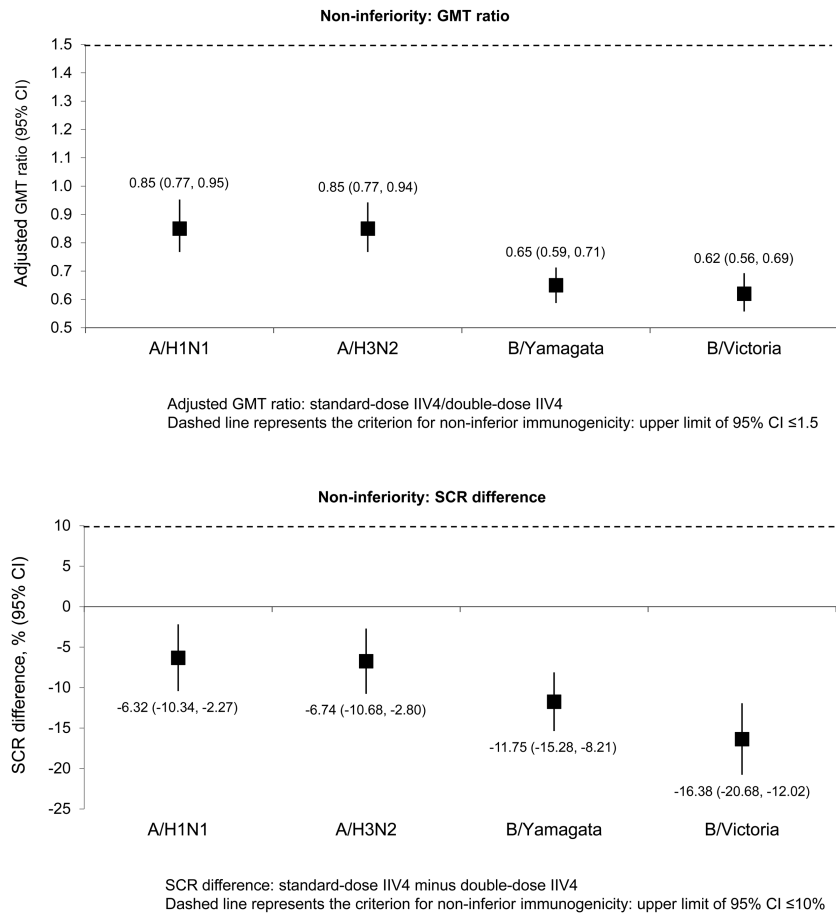 Non-inferiority: GMT ratio
Adjusted GMT ratio (95% CI)
1.5
1.4
1.3
1.2
1.1
1.0
0.9
0.8
0.7
0.6
0.5
0.85 (0.77, 0.95)
0.85 (0.77, 0.94)
0.65 (0.59, 0.71)
0.62 (0.56, 0.69)
A/H1N1
A/H3N2
B/Yamagata
B/Victoria
Adjusted GMT ratio: standard-dose IIV4/double-dose IIV4
Dashed line represents the criterion for non-inferior immunogenicity: upper limit of 95% CI ≤1.5
Non-inferiority: SCR difference
SCR difference, % (95% CI)
10
5
0
-5
-10
-15
-20
-25
-6.32 (-10.34, -2.27)
-6.74 (-10.68, -2.80)
-11.75 (-15.28, -8.21)
-16.38 (-20.68, -12.02)
A/H1N1
A/H3N2
B/Yamagata
B/Victoria
SCR difference: standard-dose IIV4 minus double-dose IIV4
Dashed line represents the criterion for non-inferior immunogenicity: upper limit of 95% CI ≤10%